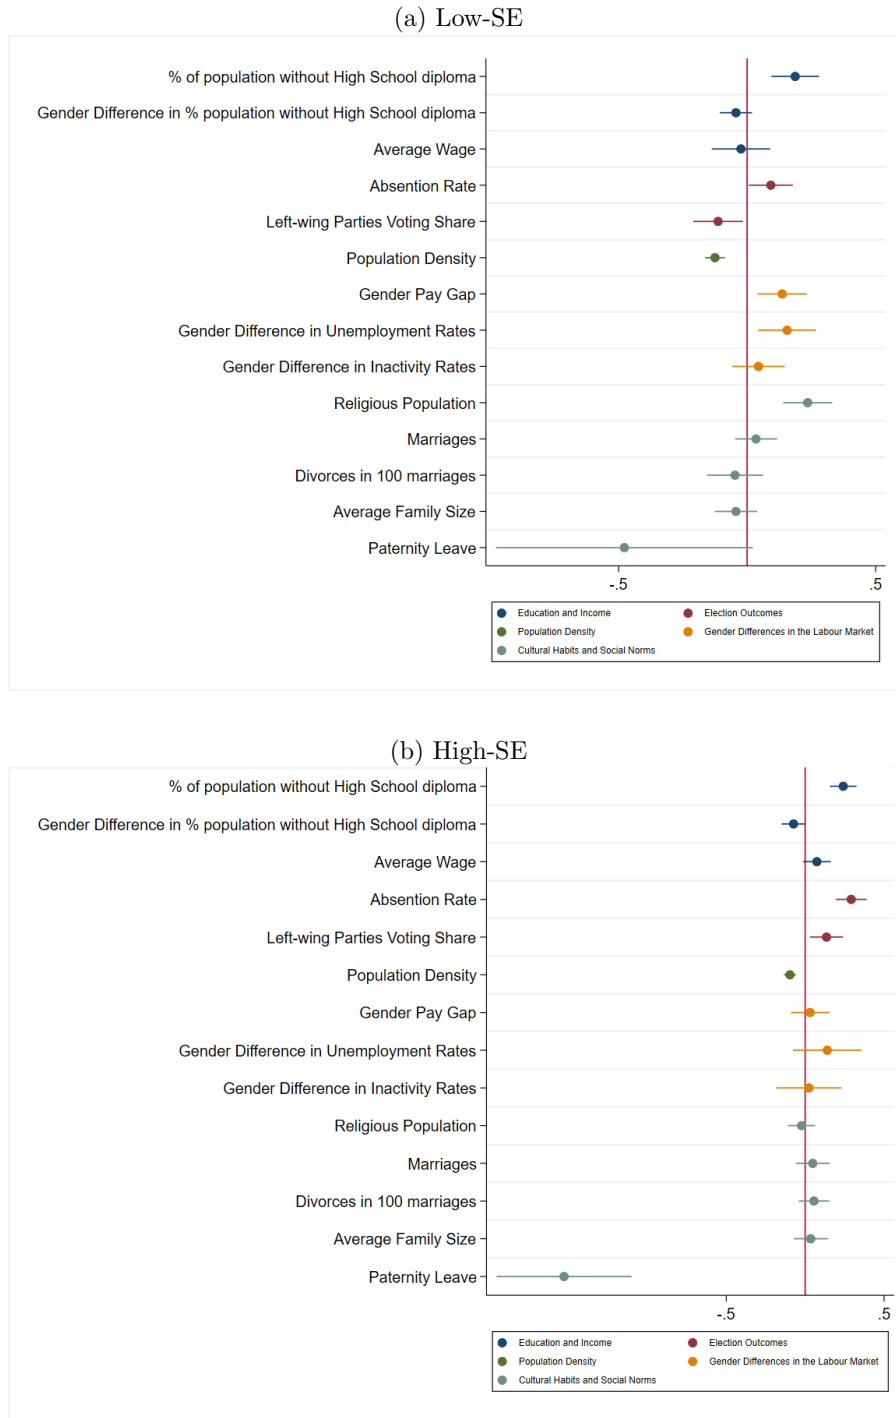 (a) Low-SE
% of population without High School diploma
Gender Difference in % population without High School diploma
Average Wage
Absention Rate
Left-wing Parties Voting Share
Population Density
Gender Pay Gap
Gender Difference in Unemployment Rates
Gender Difference in Inactivity Rates
Religious Population
Marriages
Divorces in 100 marriages
Average Family Size
Paternity Leave
-.5 .5
Education and Income Election Outcomes
Population Density Gender Differences in the Labour Market
Cultural Habits and Social Norms
(b) High-SE
% of population without High School diploma
Gender Difference in % population without High School diploma
Average Wage
Absention Rate
Left-wing Parties Voting Share
Population Density
Gender Pay Gap
Gender Difference in Unemployment Rates
Gender Difference in Inactivity Rates
Religious Population
Marriages
Divorces in 100 marriages
Average Family Size
Paternity Leave
-.5 .5
Education and Income Election Outcomes
Population Density Gender Differences in the Labour Market
Cultural Habits and Social Norms